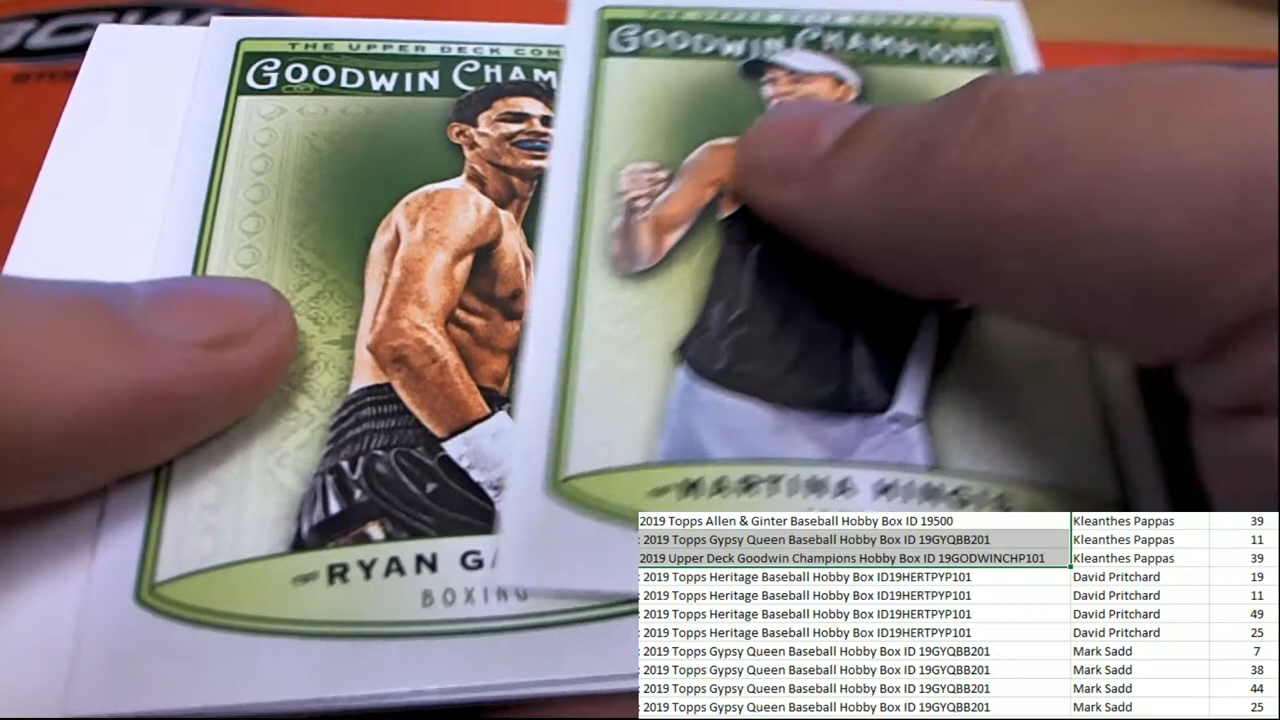 THE UPPER DECK COM
GOODWIN CHAM
RYAN GA
BOXING
GOODWIN CHAMPIONS
MARTINA HINGIS
2019 Topps Allen & Ginter Baseball Hobby Box ID 19500 Kleanthes Pappas 39
: 2019 Topps Gypsy Queen Baseball Hobby Box ID 19GYQBB201 Kleanthes Pappas 11
2019 Upper Deck Goodwin Champions Hobby Box ID 19GODWINCHP101 Kleanthes Pappas 39
: 2019 Topps Heritage Baseball Hobby Box ID19HERTPYP101 David Pritchard 19
: 2019 Topps Heritage Baseball Hobby Box ID19HERTPYP101 David Pritchard 11
: 2019 Topps Heritage Baseball Hobby Box ID19HERTPYP101 David Pritchard 49
: 2019 Topps Heritage Baseball Hobby Box ID19HERTPYP101 David Pritchard 25
: 2019 Topps Gypsy Queen Baseball Hobby Box ID 19GYQBB201 Mark Sadd 7
: 2019 Topps Gypsy Queen Baseball Hobby Box ID 19GYQBB201 Mark Sadd 38
: 2019 Topps Gypsy Queen Baseball Hobby Box ID 19GYQBB201 Mark Sadd 44
: 2019 Topps Gypsy Queen Baseball Hobby Box ID 19GYQBB201 Mark Sadd 25